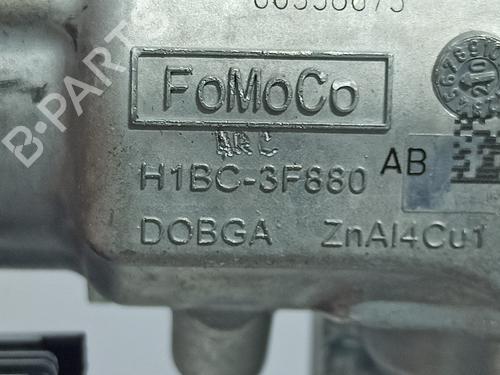 FoMoCo
H1BC-3F880 AB
DOBGA ZnAl4Cu1
B-PARTS